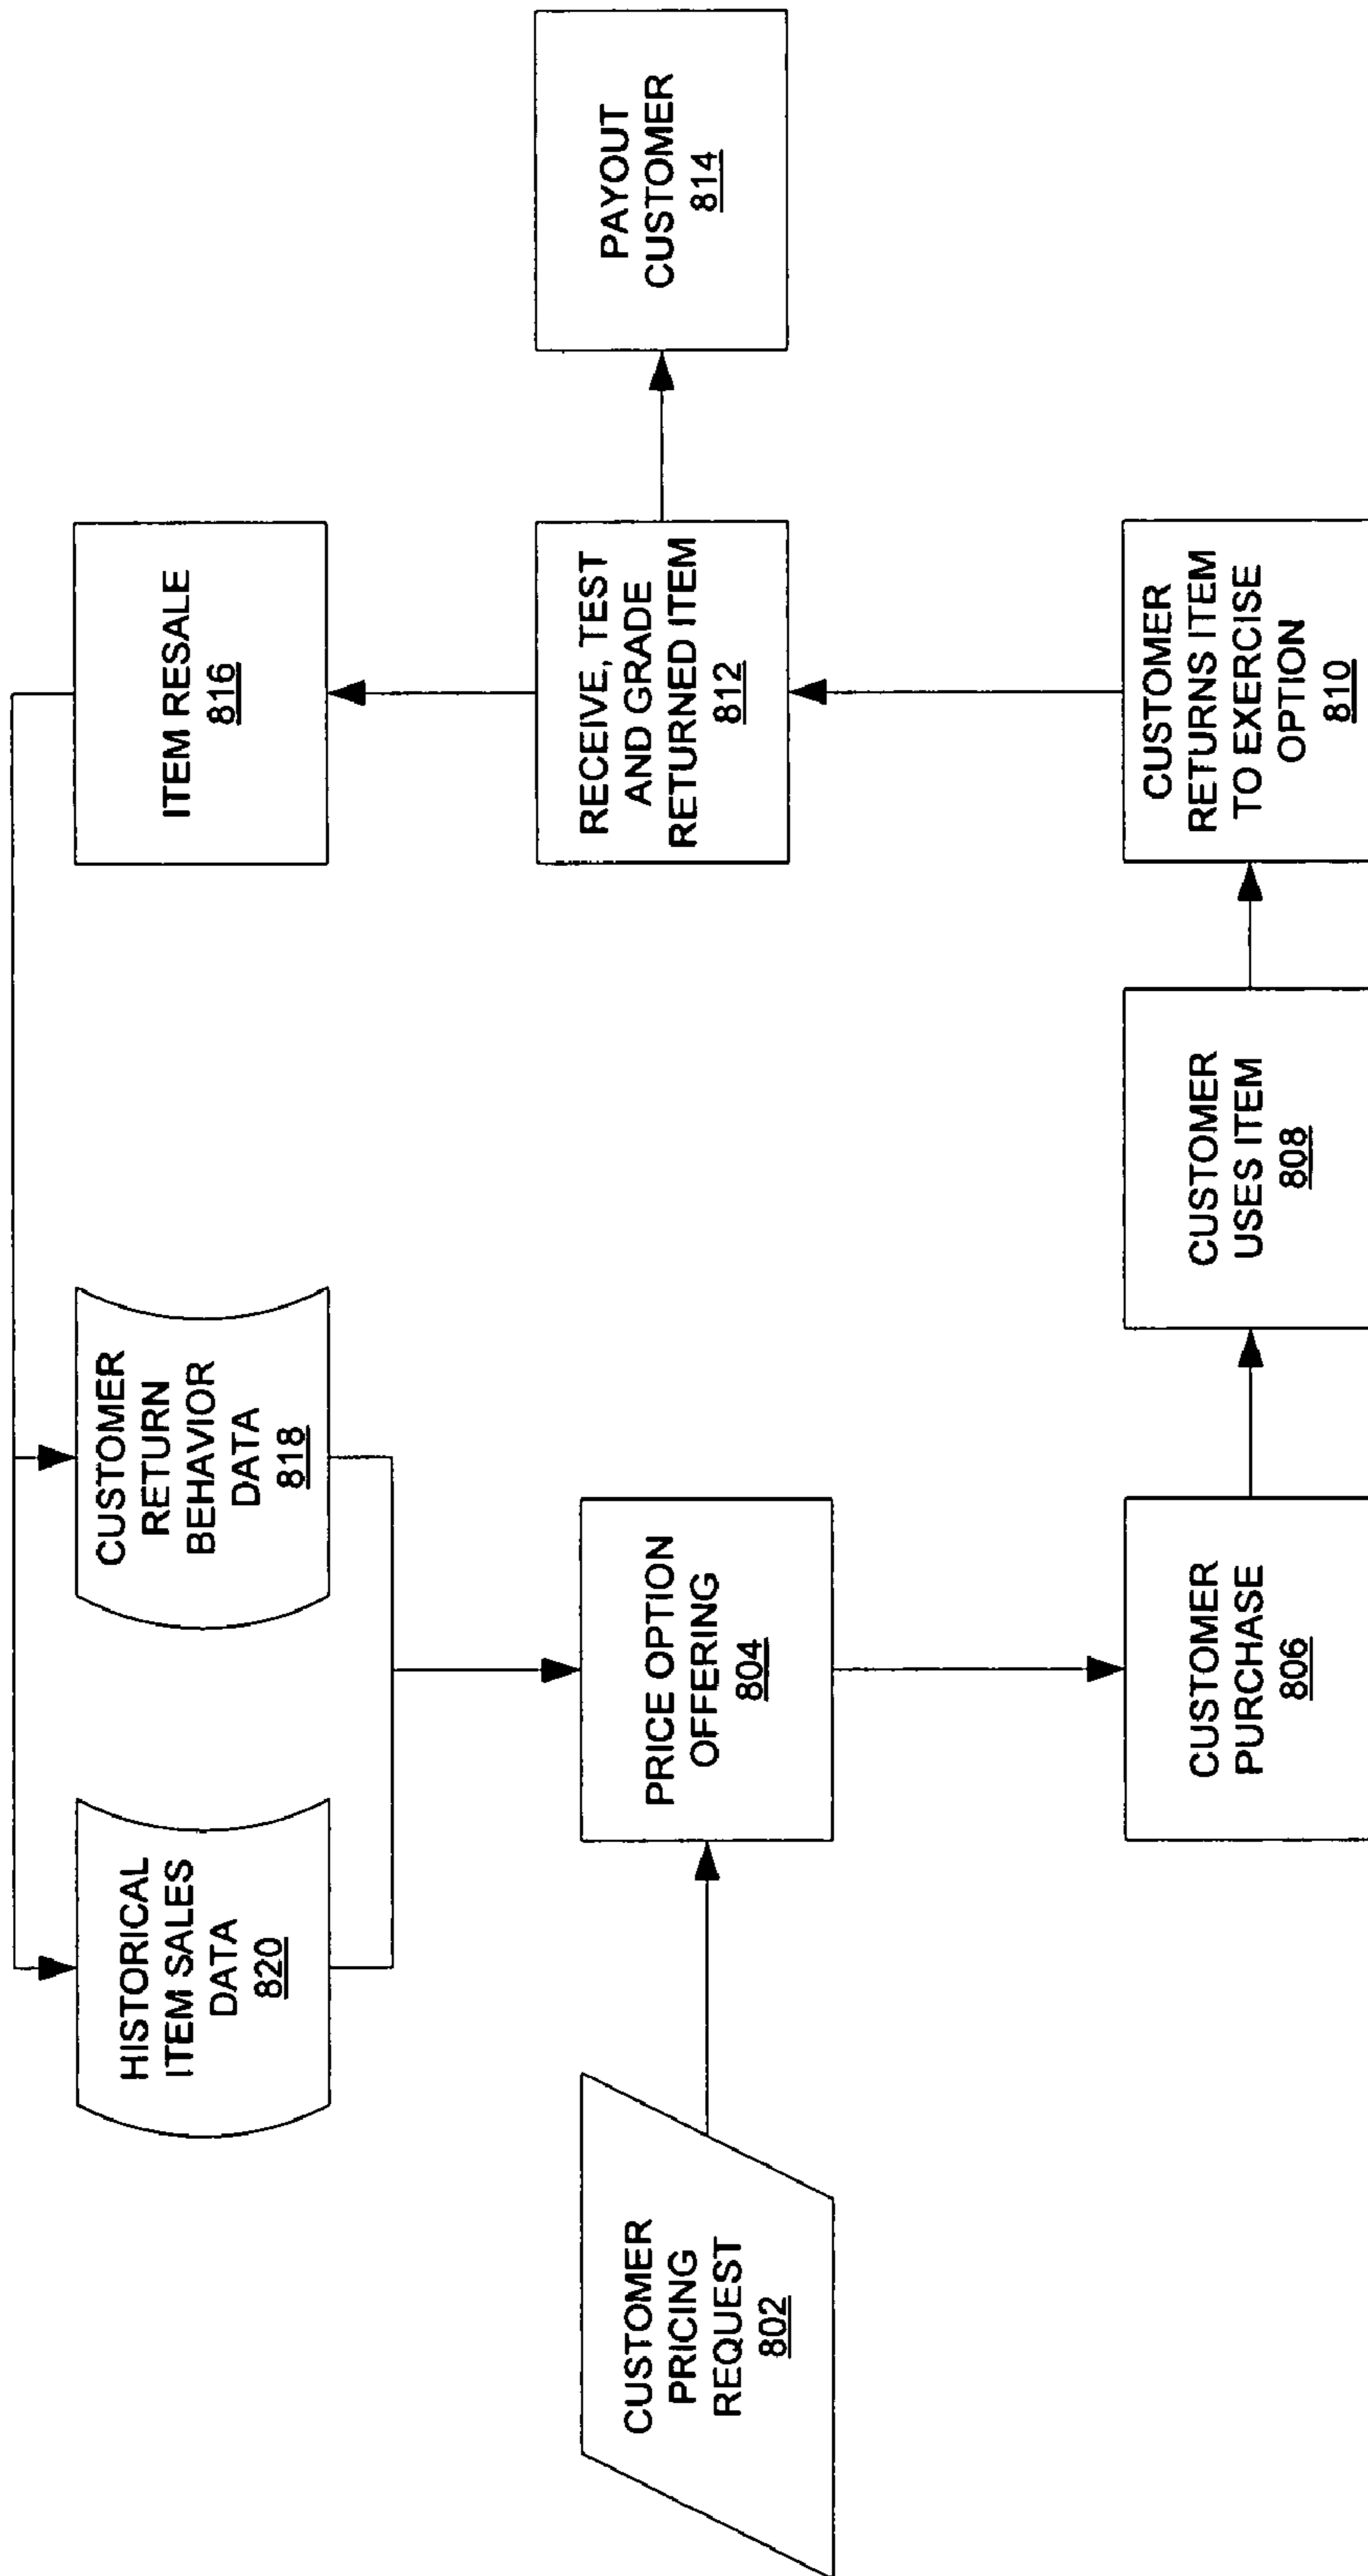 HISTORICAL
ITEM SALES
DATA
820
CUSTOMER
RETURN
BEHAVIOR
DATA
818
ITEM RESALE
816
CUSTOMER
PRICING
REQUEST
802
PRICE OPTION
OFFERING
804
RECEIVE, TEST
AND GRADE
RETURNED ITEM
812
PAYOUT
CUSTOMER
814
CUSTOMER
PURCHASE
806
CUSTOMER
USES ITEM
808
CUSTOMER
RETURNS ITEM
TO EXERCISE
OPTION
810